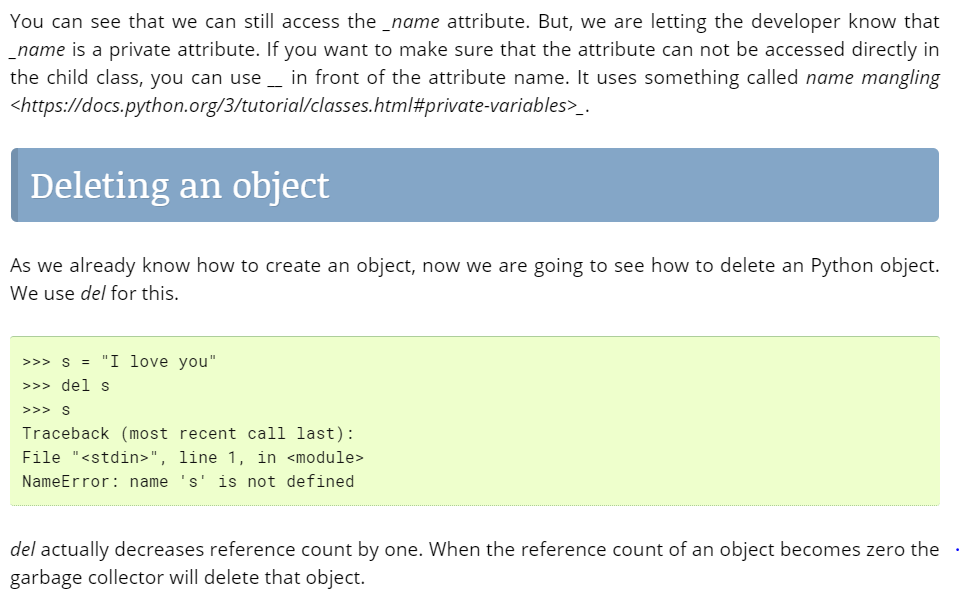 You can see that we can still access the _name attribute. But, we are letting the developer know that
_name is a private attribute. If you want to make sure that the attribute can not be accessed directly in
the child class, you can use __ in front of the attribute name. It uses something called name mangling
<https://docs.python.org/3/tutorial/classes.html#private-variables>_.
Deleting an object
As we already know how to create an object, now we are going to see how to delete an Python object.
We use del for this.
>>> s = "I love you"
>>> del s
>>> s
Traceback (most recent call last):
File "<stdin>", line 1, in <module>
NameError: name 's' is not defined
del actually decreases reference count by one. When the reference count of an object becomes zero the
garbage collector will delete that object.